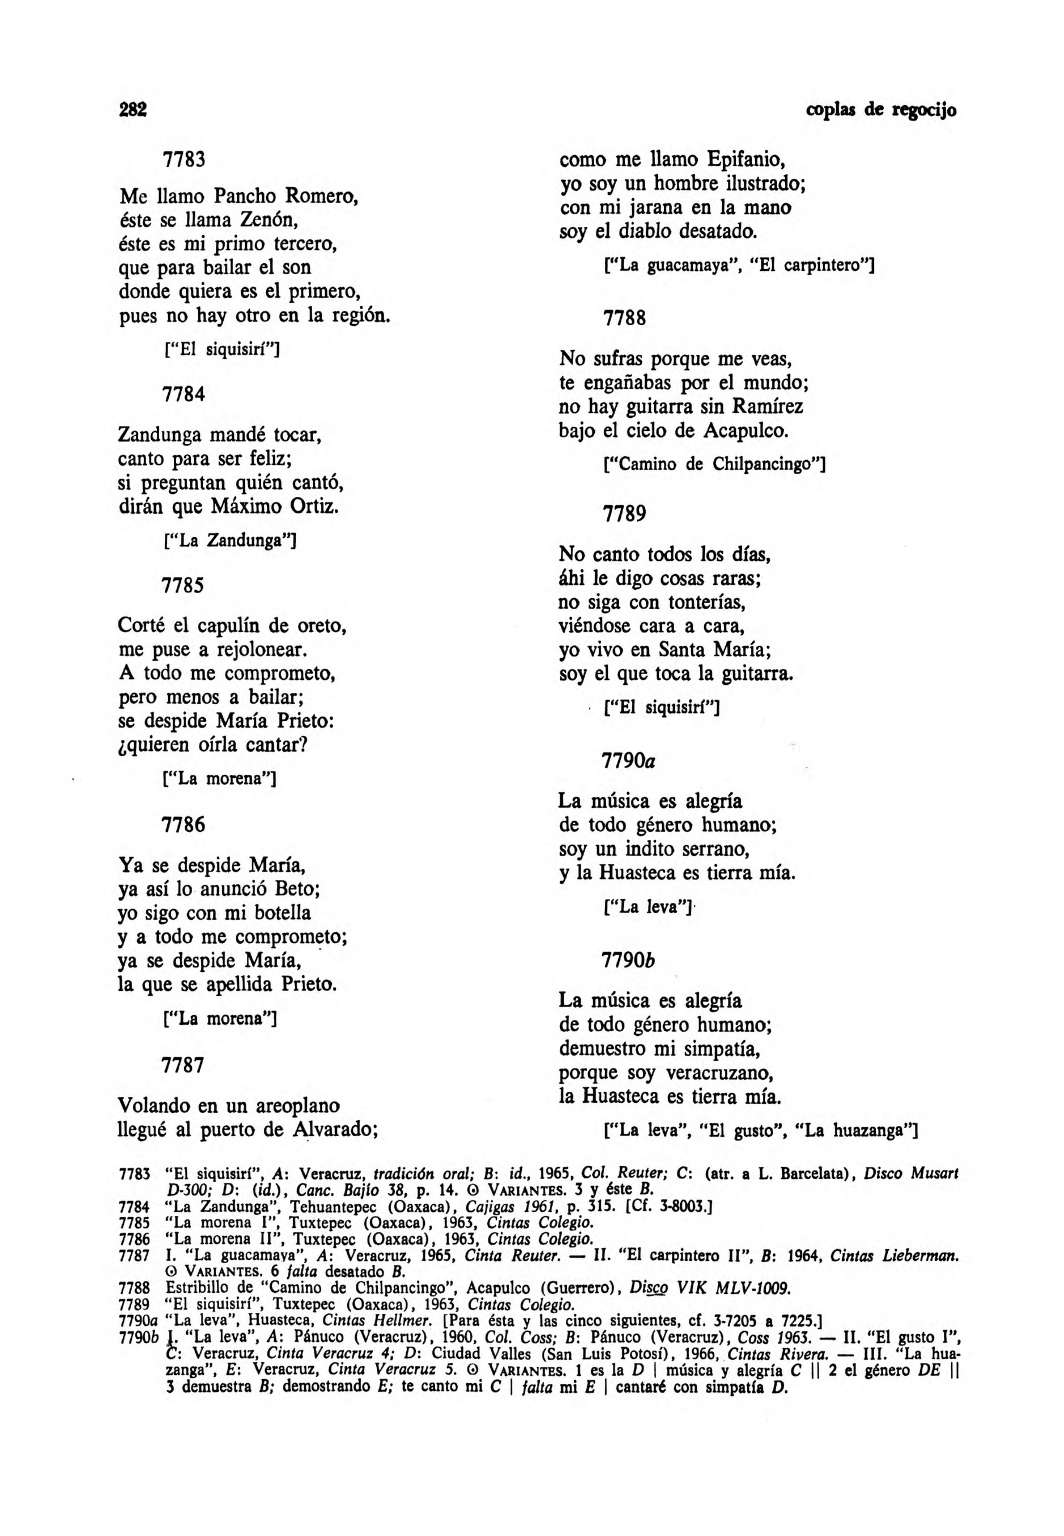 282
coplas de regocijo
7783
Me llamo Pancho Romero,
éste se llama Zenón,
éste es mi primo tercero,
que para bailar el son
donde quiera es el primero,
pues no hay otro en la región.
["El siquisirí"]
7784
Zandunga mandé tocar,
canto para ser feliz;
si preguntan quién cantó,
dirán que Máximo Ortiz.
["La Zandunga"]
7785
Corté el capulín de oreto,
me puse a rejolonear.
A todo me comprometo,
pero menos a bailar;
se despide María Prieto:
¿quieren oírla cantar?
["La morena"]
7786
Ya se despide María,
ya así lo anunció Beto;
yo sigo con mi botella
y a todo me comprometo;
ya se despide María,
la que se apellida Prieto.
["La morena"]
7787
Volando en un areoplano
llegué al puerto de Alvarado;
como me llamo Epifanio,
yo soy un hombre ilustrado;
con mi jarana en la mano
soy el diablo desatado.
["La guacamaya", "El carpintero"]
7788
No sufras porque me veas,
te engañabas por el mundo;
no hay guitarra sin Ramírez
bajo el cielo de Acapulco.
["Camino de Chilpancingo"]
7789
No canto todos los días,
áhi le digo cosas raras;
no siga con tonterías,
viéndose cara a cara,
yo vivo en Santa María;
soy el que toca la guitarra.
["El siquisirí"]
7790a
La música es alegría
de todo género humano;
soy un indito serrano,
y la Huasteca es tierra mía.
["La leva"]
7790b
La música es alegría
de todo género humano;
demuestro mi simpatía,
porque soy veracruzano,
la Huasteca es tierra mía.
["La leva", "El gusto", "La huazanga"]
7783 "El siquisirí", A: Veracruz, tradición oral; B: id., 1965, Col. Reuter; C: (atr. a L. Barcelata), Disco Musart
D-300; D: (id.), Canc. Bajío 38, p. 14. ⊙ VARIANTES. 3 y éste B.
7784 "La Zandunga", Tehuantepec (Oaxaca), Cajigas 1961, p. 315. [Cf. 3-8003.]
7785 "La morena I", Tuxtepec (Oaxaca), 1963, Cintas Colegio.
7786 "La morena II", Tuxtepec (Oaxaca), 1963, Cintas Colegio.
7787 I. "La guacamaya", A: Veracruz, 1965, Cinta Reuter. — II. "El carpintero II", B: 1964, Cintas Lieberman.
⊙ VARIANTES. 6 falta desatado B.
7788 Estribillo de "Camino de Chilpancingo", Acapulco (Guerrero), Disco VIK MLV-1009.
7789 "El siquisirí", Tuxtepec (Oaxaca), 1963, Cintas Colegio.
7790a "La leva", Huasteca, Cintas Hellmer. [Para ésta y las cinco siguientes, cf. 3-7205 a 7225.]
7790b I. "La leva", A: Pánuco (Veracruz), 1960, Col. Coss; B: Pánuco (Veracruz), Coss 1963. — II. "El gusto I",
C: Veracruz, Cinta Veracruz 4; D: Ciudad Valles (San Luis Potosí), 1966, Cintas Rivera. — III. "La hua-
zanga", E: Veracruz, Cinta Veracruz 5. ⊙ VARIANTES. 1 es la D | música y alegría C || 2 el género DE ||
3 demuestra B; demostrando E; te canto mi C | falta mi E | cantaré con simpatía D.